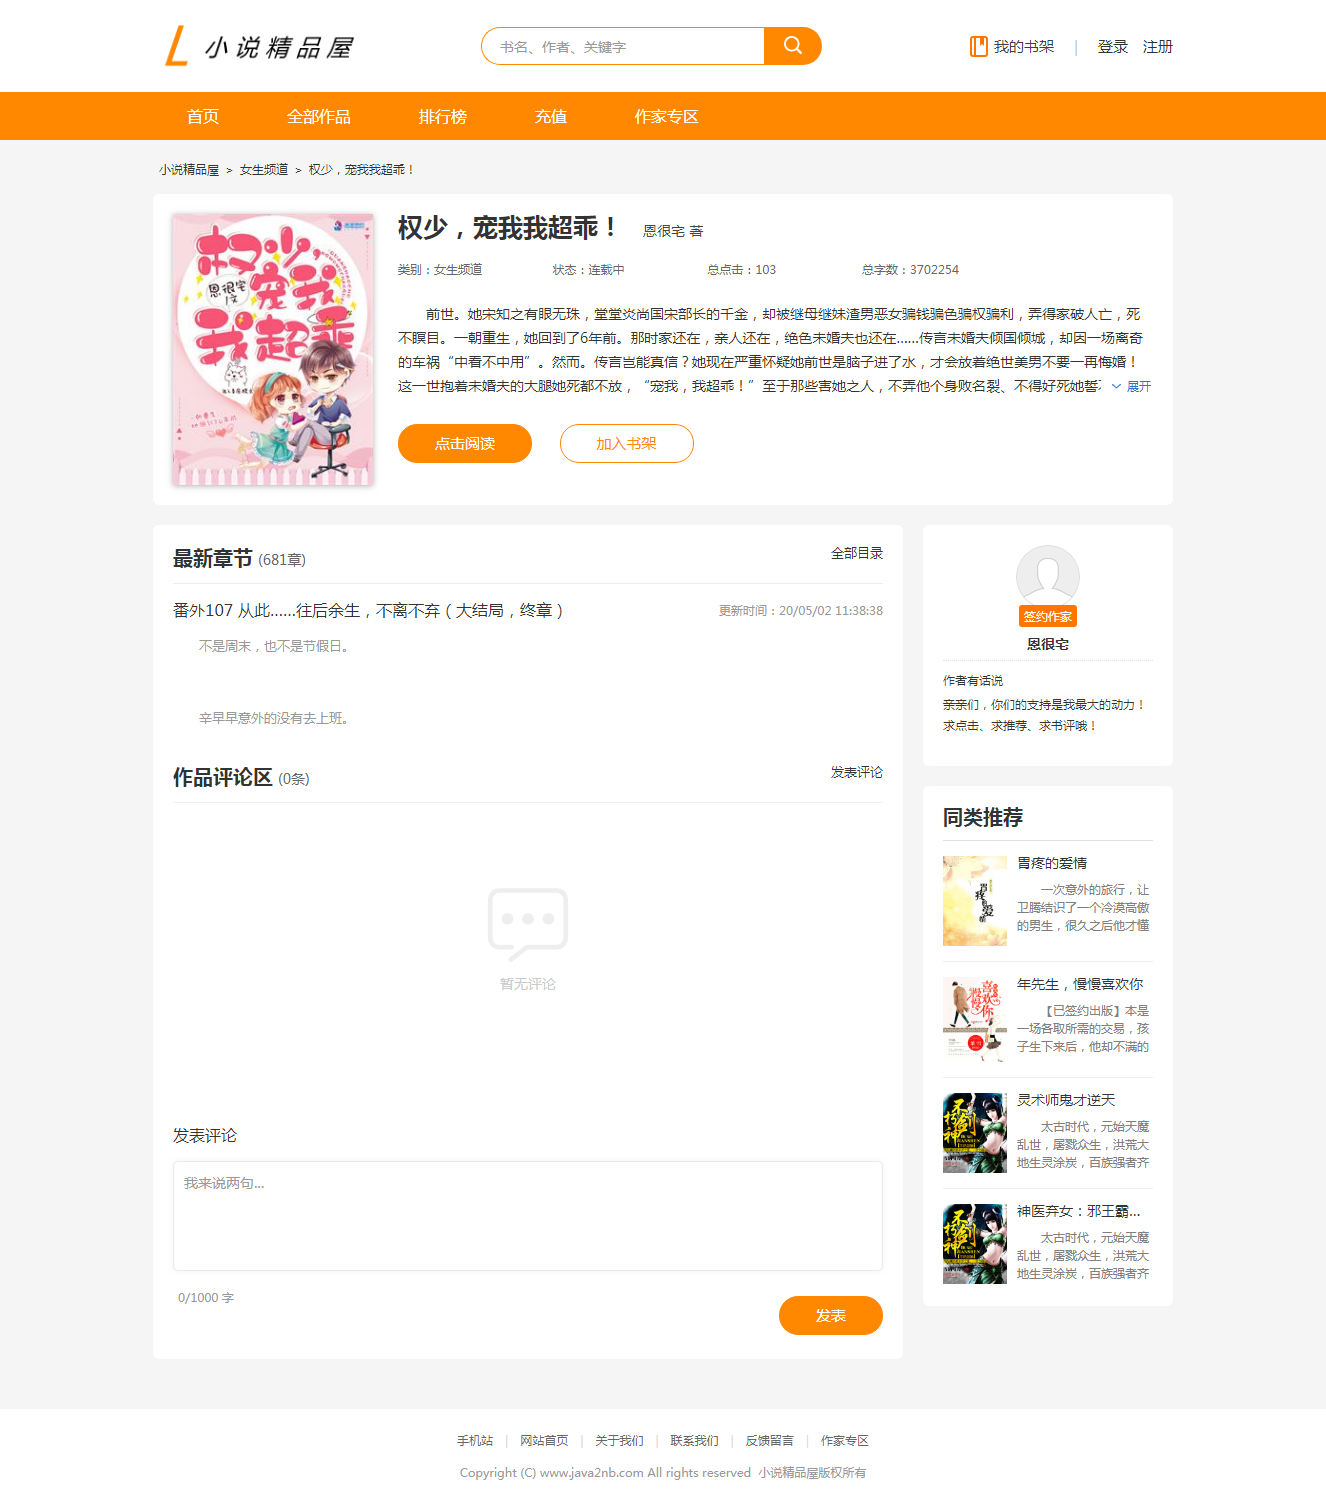 小说精品屋
书名、作者、关键字
我的书架 | 登录 注册
首页 全部作品 排行榜 充值 作家专区
小说精品屋 > 女生频道 > 权少，宠我我超乖！
权少，
宠我
我超乖
恩很宅
文
权少，宠我我超乖！ 恩很宅 著
类别：女生频道 状态：连载中 总点击：103 总字数：3702254
前世。她宋知之有眼无珠，堂堂炎尚国宋部长的千金，却被继母继妹渣男恶女骗钱骗色骗权骗利，弄得家破人亡，死
不瞑目。一朝重生，她回到了6年前。那时家还在，亲人还在，绝色未婚夫也还在……传言未婚夫倾国倾城，却因一场离奇
的车祸“中看不中用”。然而。传言岂能真信？她现在严重怀疑她前世是脑子进了水，才会放着绝世美男不要一再悔婚！
这一世抱着未婚夫的大腿她死都不放，“宠我，我超乖！”至于那些害她之人，不弄他个身败名裂、不得好死她誓 展开
点击阅读 加入书架
最新章节 (681章) 全部目录
番外107 从此……往后余生，不离不弃（大结局，终章） 更新时间：20/05/02 11:38:38
不是周末，也不是节假日。
辛早早意外的没有去上班。
作品评论区 (0条) 发表评论
暂无评论
发表评论
我来说两句...
0/1000 字
发表
签约作家
恩很宅
作者有话说
亲亲们，你们的支持是我最大的动力！
求点击、求推荐、求书评哦！
同类推荐
胃疼的爱情
胃疼的爱情
一次意外的旅行，让
卫腾结识了一个冷漠高傲
的男生，很久之后他才懂
慢慢喜欢你
年先生，慢慢喜欢你
【已签约出版】本是
一场各取所需的交易，孩
子生下来后，他却不满的
灵术师鬼才逆天
太古时代，元始天魔
乱世，屠戮众生，洪荒大
地生灵涂炭，百族强者齐
神医弃女：邪王霸...
太古时代，元始天魔
乱世，屠戮众生，洪荒大
地生灵涂炭，百族强者齐
手机站 | 网站首页 | 关于我们 | 联系我们 | 反馈留言 | 作家专区
Copyright (C) www.java2nb.com All rights reserved 小说精品屋版权所有